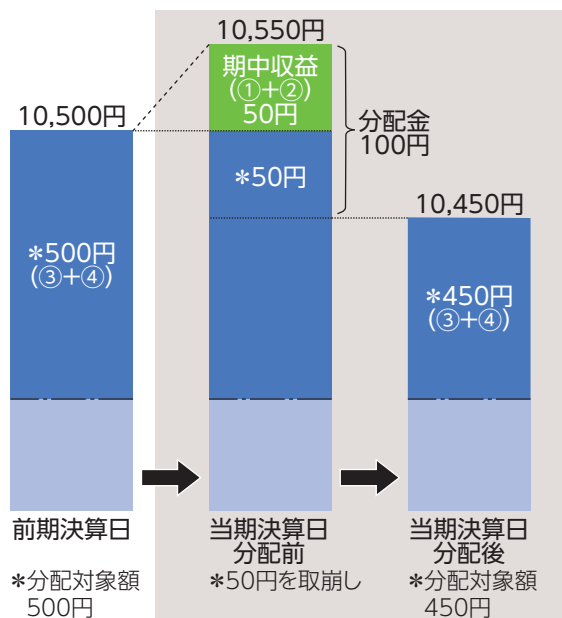 10,550円
期中収益
(①+②)
50円
10,500円
分配金
100円
*50円
10,450円
*500円
(③+④)
*450円
(③+④)
前期決算日
当期決算日
分配前
当期決算日
分配後
*分配対象額
500円
*50円を取崩し
*分配対象額
450円